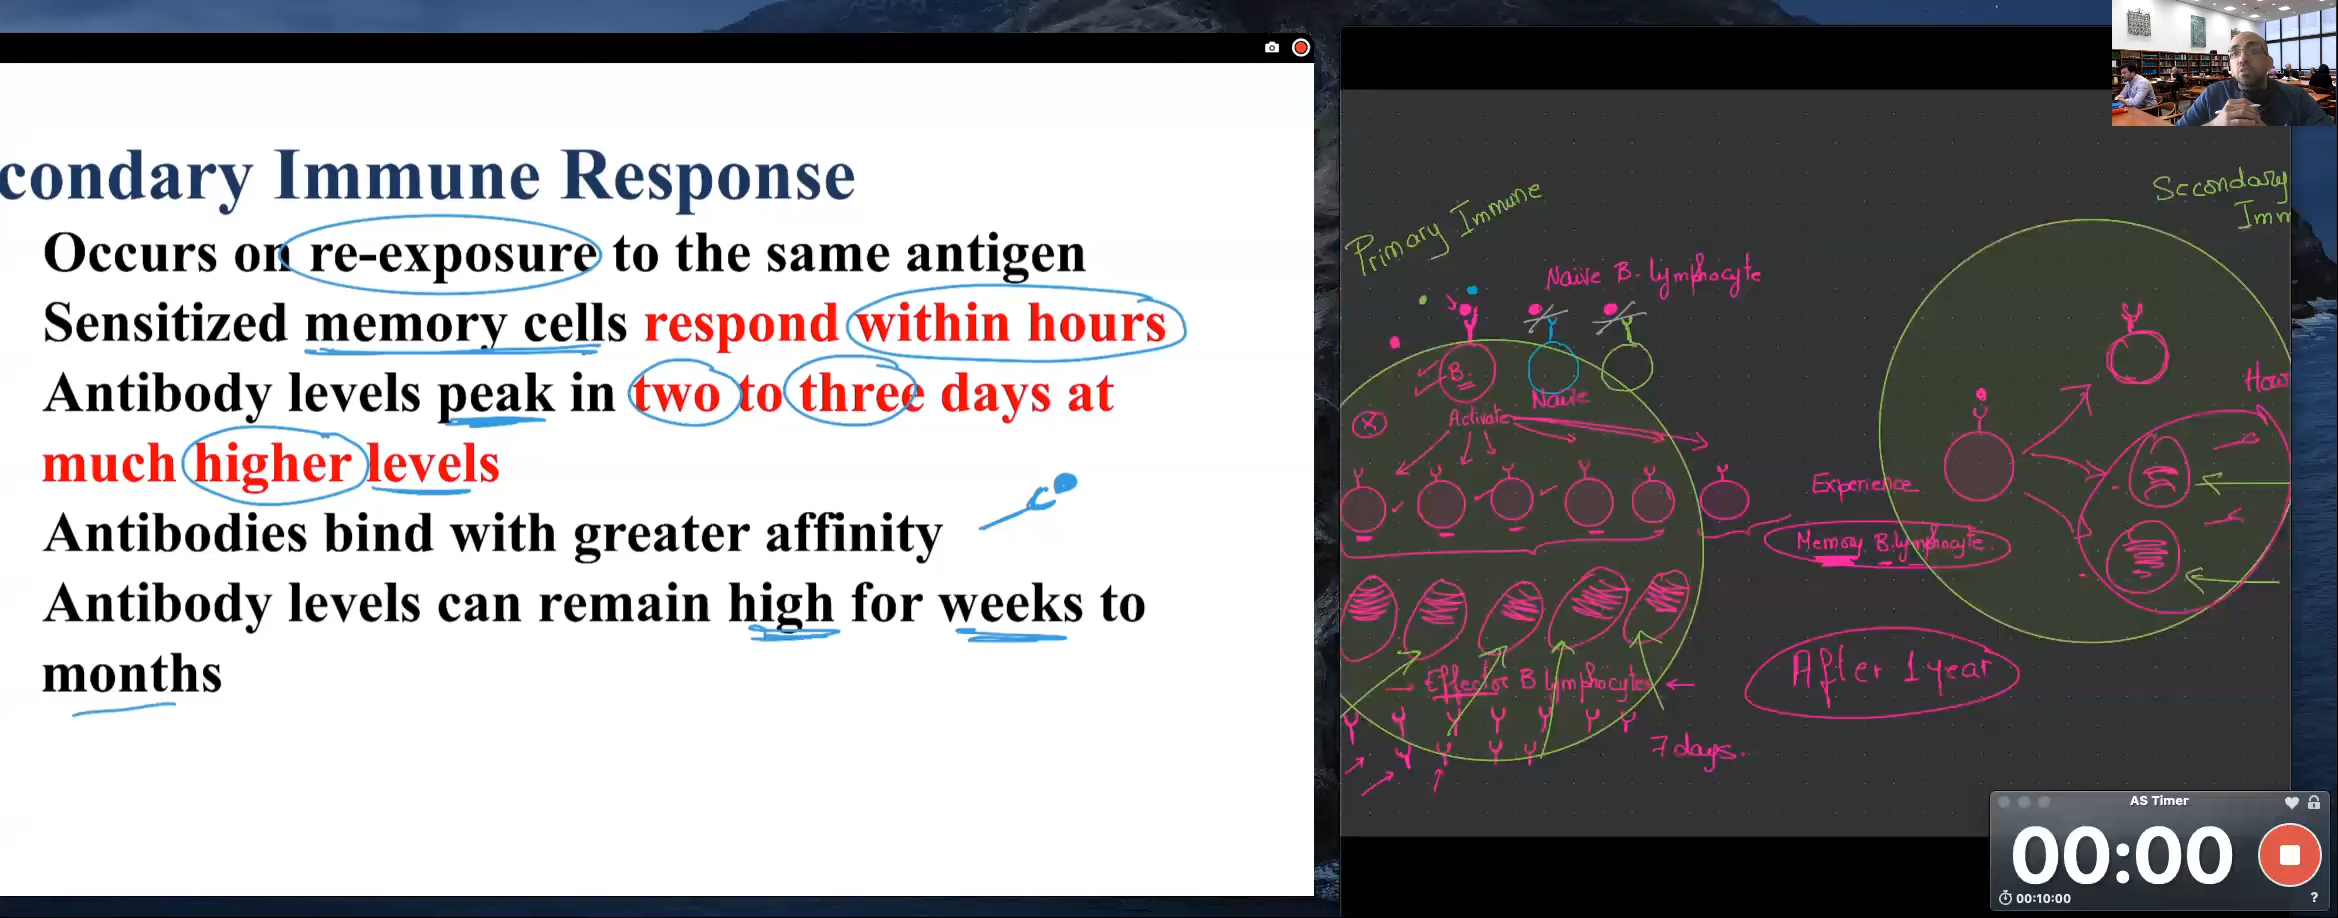 condary Immune Response
Occurs on re-exposure to the same antigen
Sensitized memory cells respond within hours
Antibody levels peak in two to three days at
much higher levels
Antibodies bind with greater affinity
Antibody levels can remain high for weeks to
months
Primary Immune
Naive B. lymphocyte
B.
Naive
Activate
Experience
Memory B lymphocyte.
Effector B lymphocytes
7 days.
After 1 year
Secondary
Imm
AS Timer
00:00
00:10:00
?